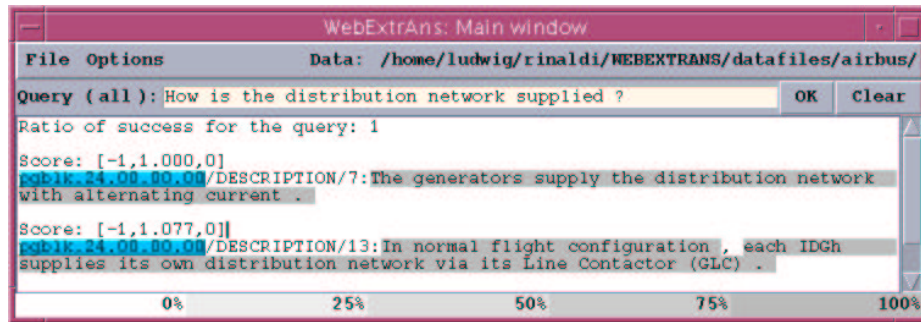 WebExtrAns: Main window
File Options Data: /home/ludwig/rinaldi/WEBEXTRANS/datafiles/airbus/
Query (all): How is the distribution network supplied ? OK Clear
Ratio of success for the query: 1
Score: [-1,1.000,0]
pgblk.24.00.00.00/DESCRIPTION/7:The generators supply the distribution network
with alternating current .
Score: [-1,1.077,0]
pgblk.24.00.00.00/DESCRIPTION/13:In normal flight configuration , each IDGh
supplies its own distribution network via its Line Contactor (GLC) .
0% 25% 50% 75% 100%